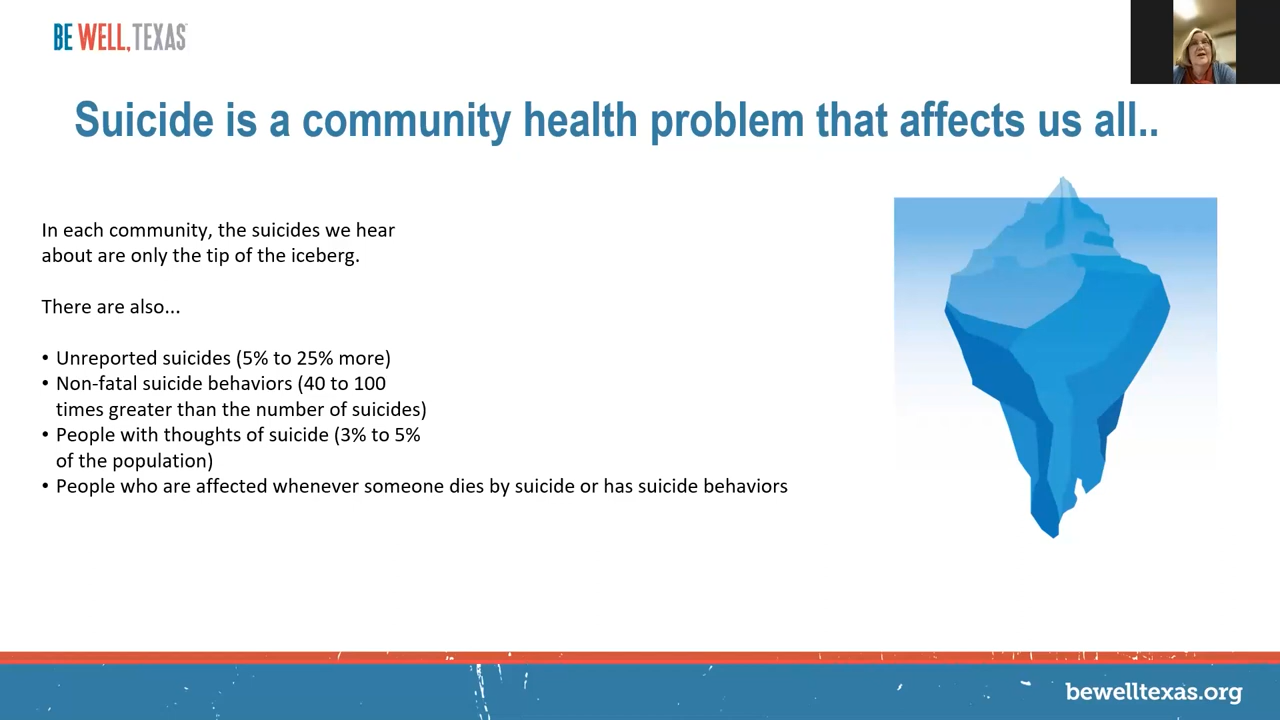 BE WELL, TEXAS
Suicide is a community health problem that affects us all..
In each community, the suicides we hear
about are only the tip of the iceberg.
There are also...
• Unreported suicides (5% to 25% more)
• Non-fatal suicide behaviors (40 to 100
times greater than the number of suicides)
• People with thoughts of suicide (3% to 5%
of the population)
• People who are affected whenever someone dies by suicide or has suicide behaviors
bewelltexas.org